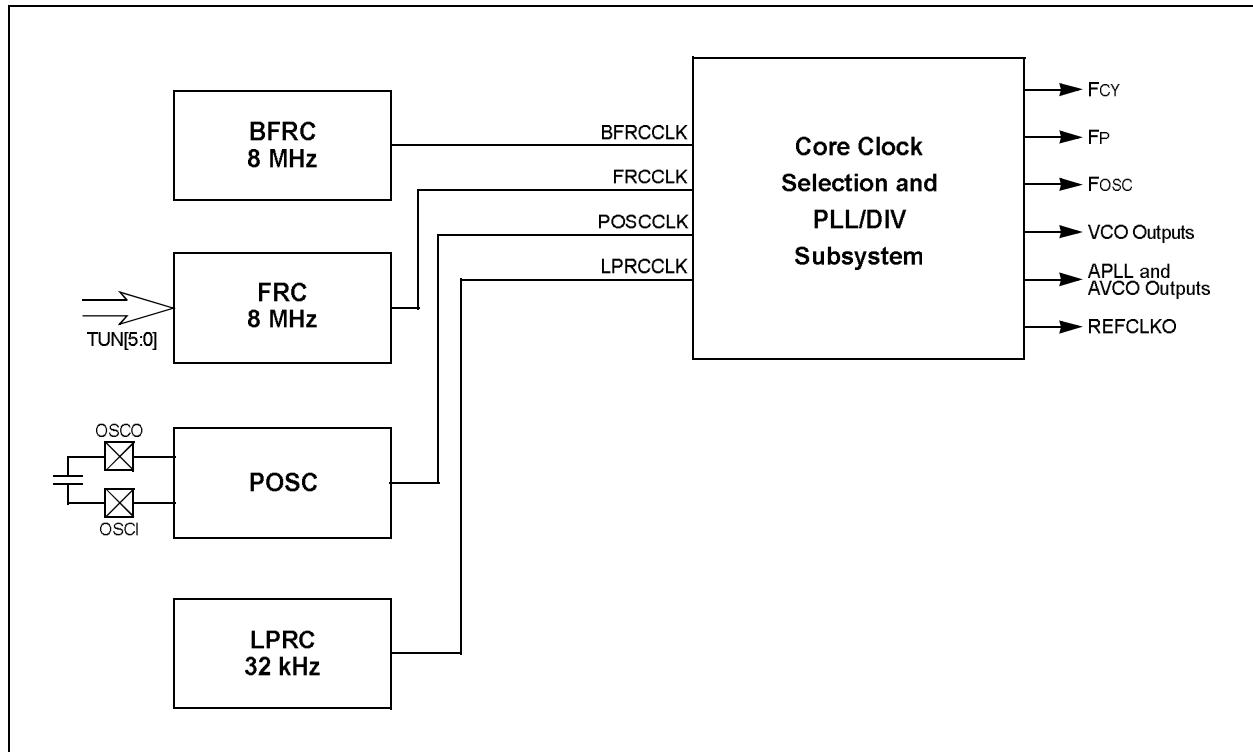 BFRC
8 MHz
BFRCCLK
FRCCLK
POSCCLK
LPRCCLK
Core Clock
Selection and
PLL/DIV
Subsystem
FCY
FP
FOSC
VCO Outputs
APLL and
AVCO Outputs
REFCLKO
FRC
8 MHz
TUN[5:0]
OSCO
POSC
OSCI
LPRC
32 kHz